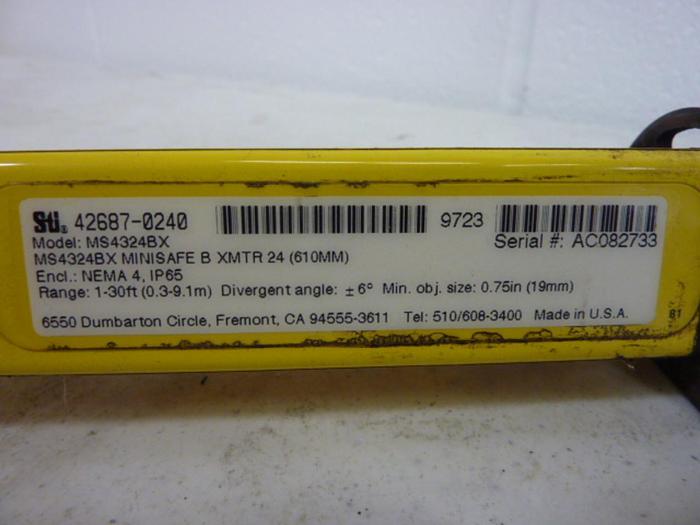 Sti® 42687-0240 9723
Model: MS4324BX Serial #: AC082733
MS4324BX MINISAFE B XMTR 24 (610MM)
Encl.: NEMA 4, IP65
Range: 1-30ft (0.3-9.1m) Divergent angle: ± 6° Min. obj. size: 0.75in (19mm)
6550 Dumbarton Circle, Fremont, CA 94555-3611 Tel: 510/608-3400 Made in U.S.A.